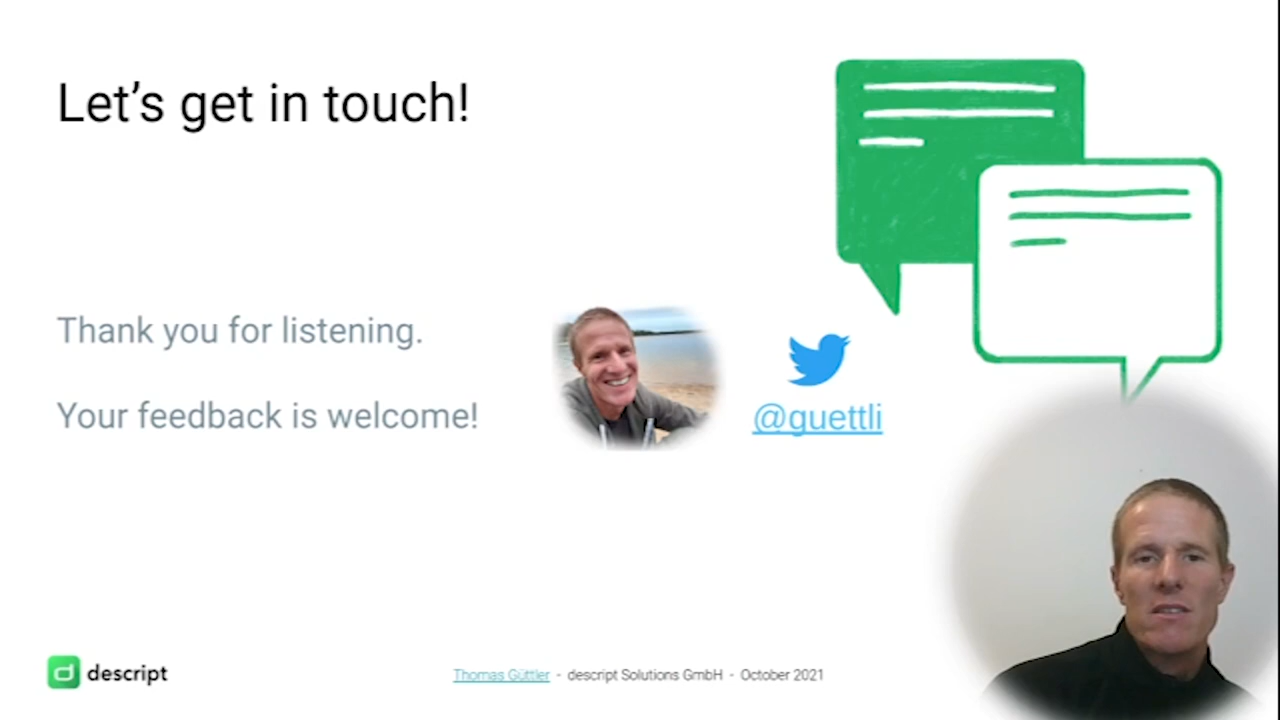 Let's get in touch!
Thank you for listening.
Your feedback is welcome!
@guettli
descript
Thomas Güttler - descript Solutions GmbH - October 2021